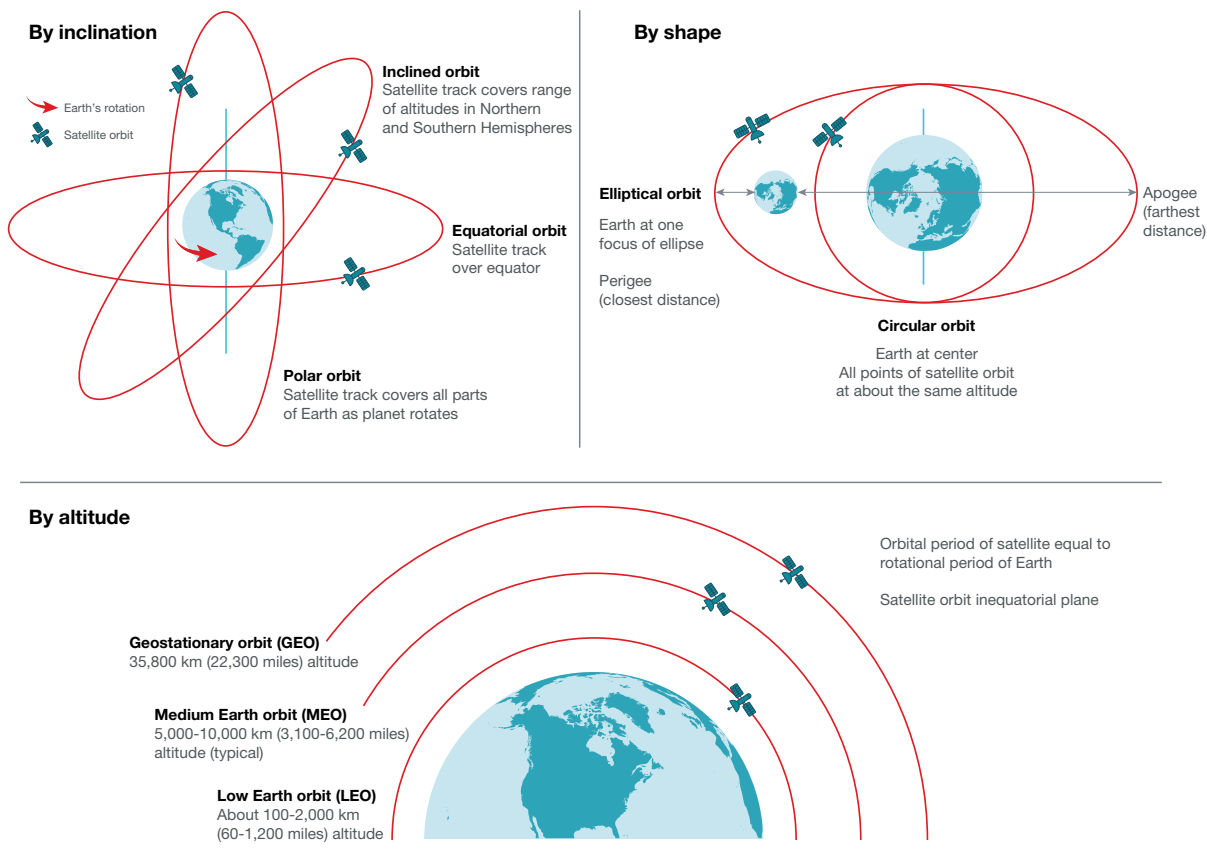 By inclination
Earth's rotation
Satellite orbit
Inclined orbit
Satellite track covers range
of altitudes in Northern
and Southern Hemispheres
Equatorial orbit
Satellite track
over equator
Polar orbit
Satellite track covers all parts
of Earth as planet rotates
By shape
Elliptical orbit
Earth at one
focus of ellipse
Perigee
(closest distance)
Apogee
(farthest
distance)
Circular orbit
Earth at center
All points of satellite orbit
at about the same altitude
By altitude
Orbital period of satellite equal to
rotational period of Earth
Satellite orbit inequatorial plane
Geostationary orbit (GEO)
35,800 km (22,300 miles) altitude
Medium Earth orbit (MEO)
5,000-10,000 km (3,100-6,200 miles)
altitude (typical)
Low Earth orbit (LEO)
About 100-2,000 km
(60-1,200 miles) altitude